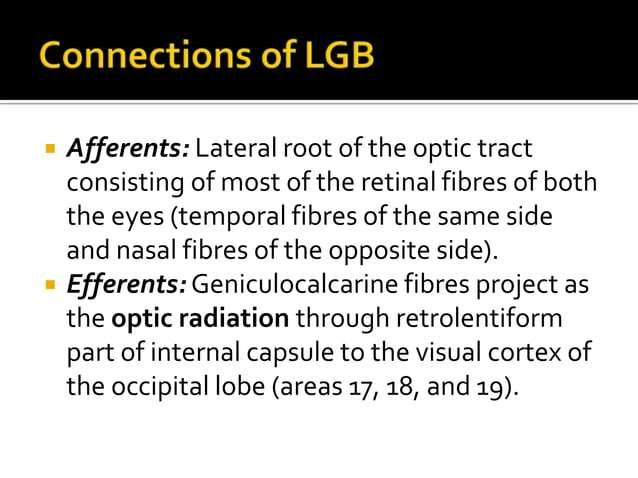 Connections of LGB
Afferents: Lateral root of the optic tract
consisting of most of the retinal fibres of both
the eyes (temporal fibres of the same side
and nasal fibres of the opposite side).
Efferents: Geniculocalcarine fibres project as
the optic radiation through retrolentiform
part of internal capsule to the visual cortex of
the occipital lobe (areas 17, 18, and 19).